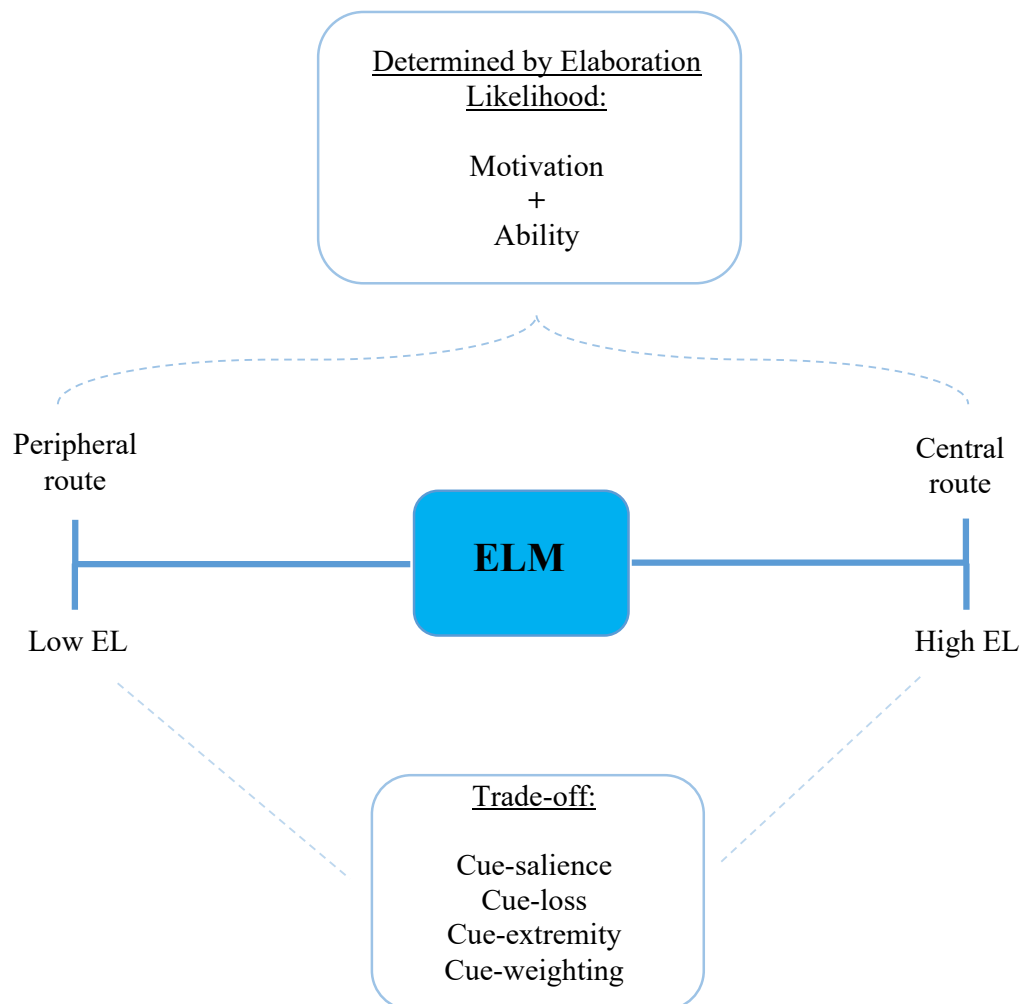 Determined by Elaboration
Likelihood:
Motivation
+
Ability
Peripheral
route
Central
route
ELM
Low EL
High EL
Trade-off:
Cue-salience
Cue-loss
Cue-extremity
Cue-weighting